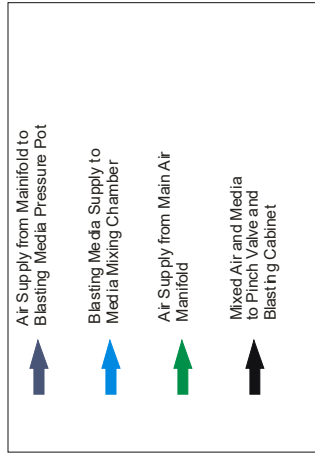 Air Supply from Mainifold to
Blasting Media Pressure Pot
Blasting Media Supply to
Media Mixing Chamber
Air Supply from Main Air
Manifold
Mixed Air and Media
to Pinch Valve and
Blasting Cabinet